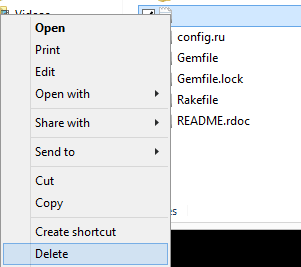 Videos
config.ru
Gemfile
Gemfile.lock
Rakefile
README.rdoc
Open
Print
Edit
Open with
Share with
Send to
Cut
Copy
Create shortcut
Delete